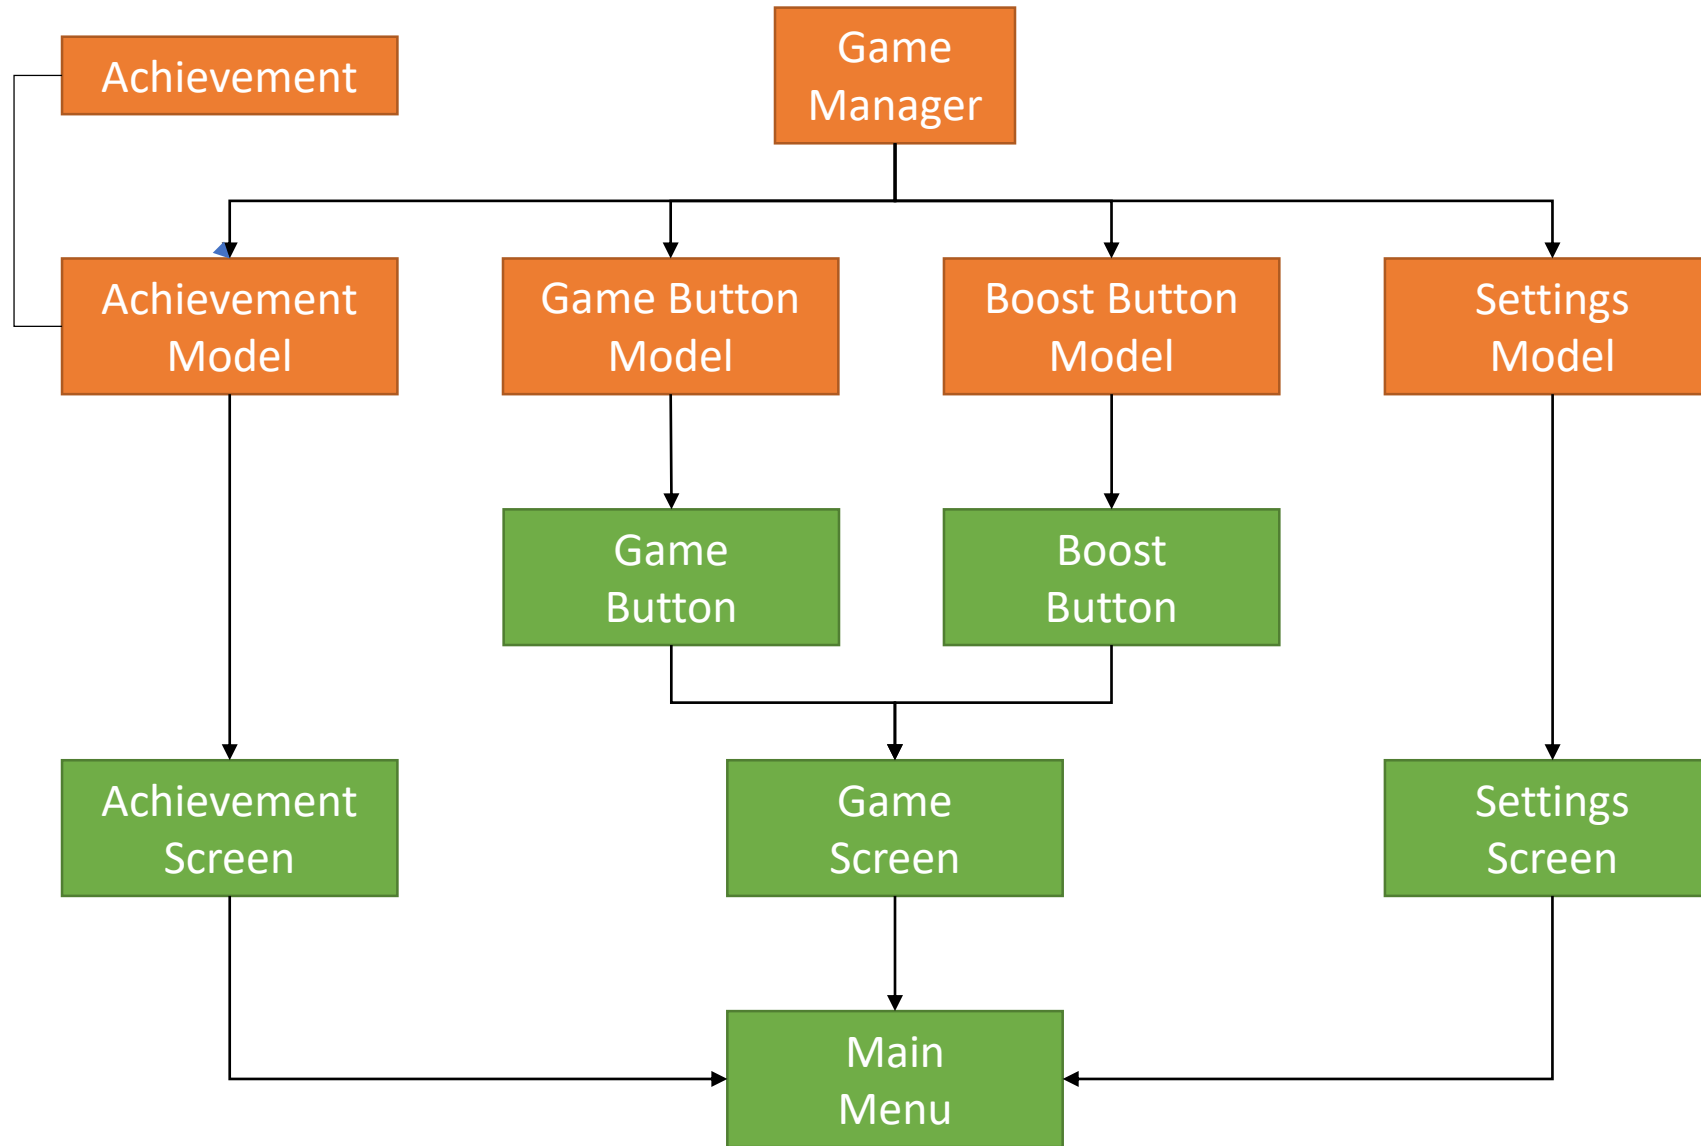 Achievement
Game
Manager
Achievement
Model
Game Button
Model
Boost Button
Model
Settings
Model
Game
Button
Boost
Button
Achievement
Screen
Game
Screen
Settings
Screen
Main
Menu